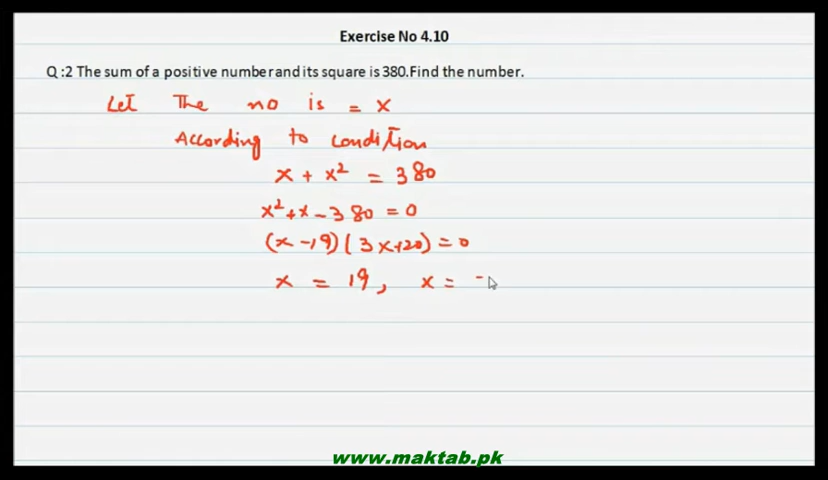 Exercise No 4.10
Q:2 The sum of a positive number and its square is 380.Find the number.
Let The no is = x
According to condition
x + x² = 380
x² + x - 380 = 0
(x - 19)(3x+20) = 0
x = 19, x = -
www.maktab.pk